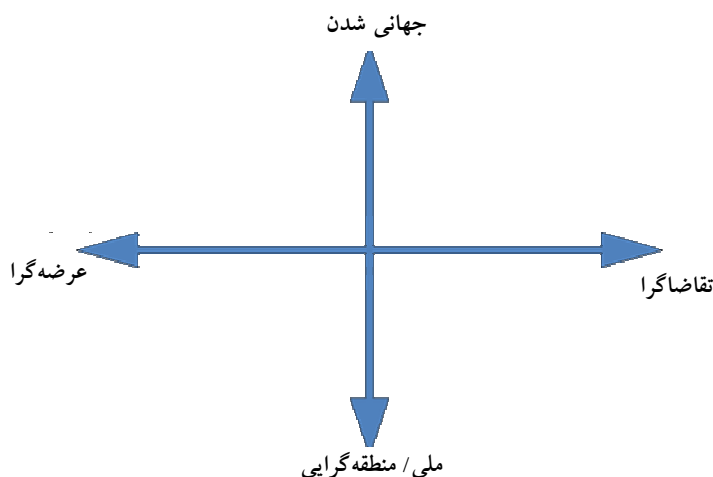 جهانی شدن
عرضه‌گرا
تقاضاگرا
ملی/ منطقه‌گرایی